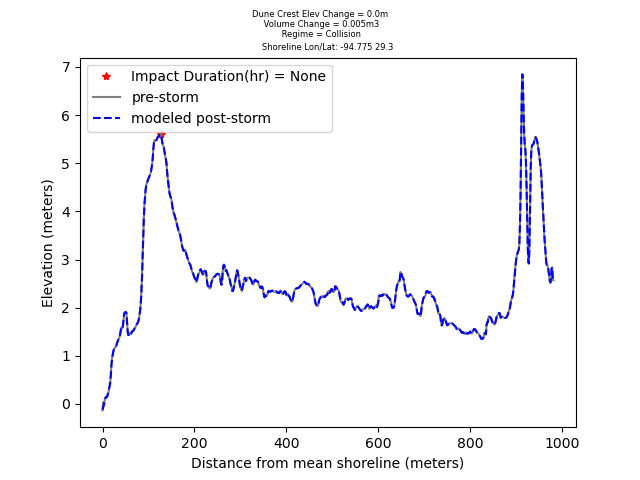 Dune Crest Elev Change = 0.0m
Volume Change = 0.005m3
Regime = Collision
Shoreline Lon/Lat: -94.775 29.3
Impact Duration(hr) = None
pre-storm
modeled post-storm
7
6
5
4
3
2
1
0
Elevation (meters)
0 200 400 600 800 1000
Distance from mean shoreline (meters)